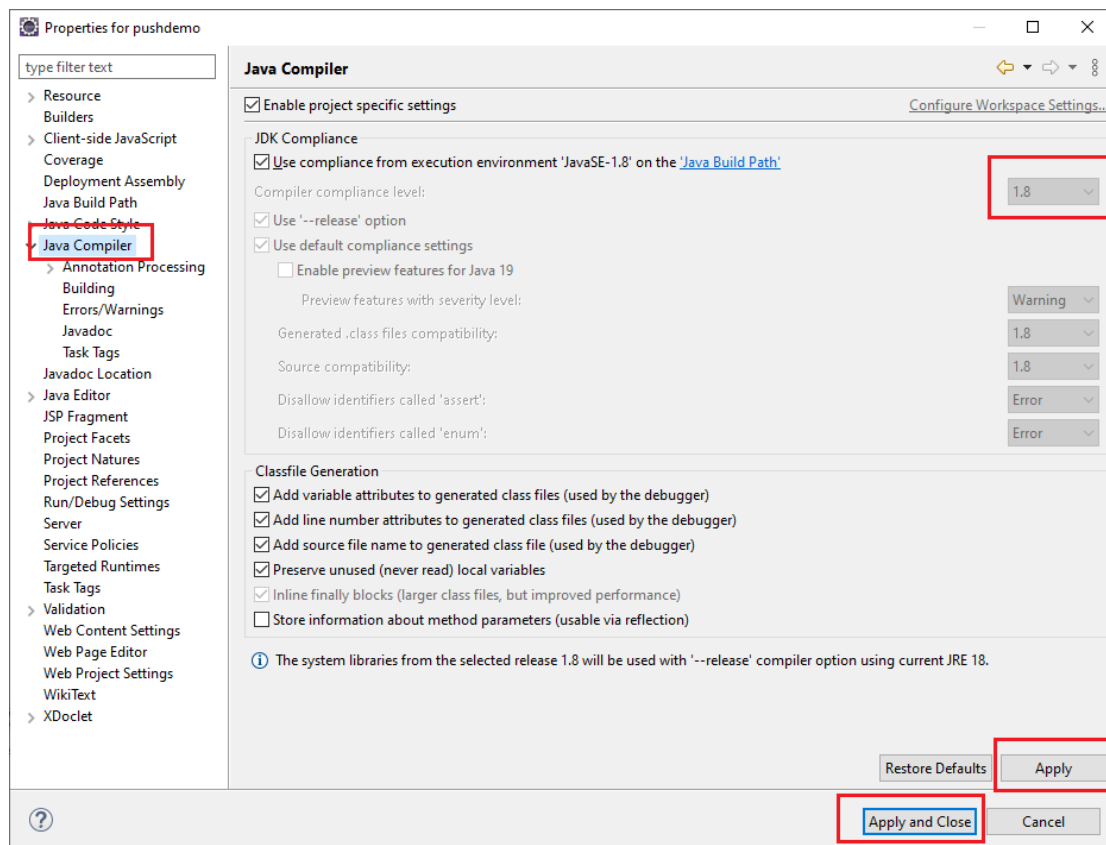 Properties for pushdemo
type filter text
Resource
Builders
Client-side JavaScript
Coverage
Deployment Assembly
Java Build Path
Java Code Style
Java Compiler
Annotation Processing
Building
Errors/Warnings
Javadoc
Task Tags
Javadoc Location
Java Editor
JSP Fragment
Project Facets
Project Natures
Project References
Run/Debug Settings
Server
Service Policies
Targeted Runtimes
Task Tags
Validation
Web Content Settings
Web Page Editor
Web Project Settings
WikiText
XDoclet
Java Compiler
Enable project specific settings
Configure Workspace Settings..
JDK Compliance
Use compliance from execution environment 'JavaSE-1.8' on the 'Java Build Path'
Compiler compliance level: 1.8
Use '--release' option
Use default compliance settings
Enable preview features for Java 19
Preview features with severity level: Warning
Generated .class files compatibility: 1.8
Source compatibility: 1.8
Disallow identifiers called 'assert': Error
Disallow identifiers called 'enum': Error
Classfile Generation
Add variable attributes to generated class files (used by the debugger)
Add line number attributes to generated class files (used by the debugger)
Add source file name to generated class file (used by the debugger)
Preserve unused (never read) local variables
Inline finally blocks (larger class files, but improved performance)
Store information about method parameters (usable via reflection)
The system libraries from the selected release 1.8 will be used with '--release' compiler option using current JRE 18.
Restore Defaults Apply
? Apply and Close Cancel